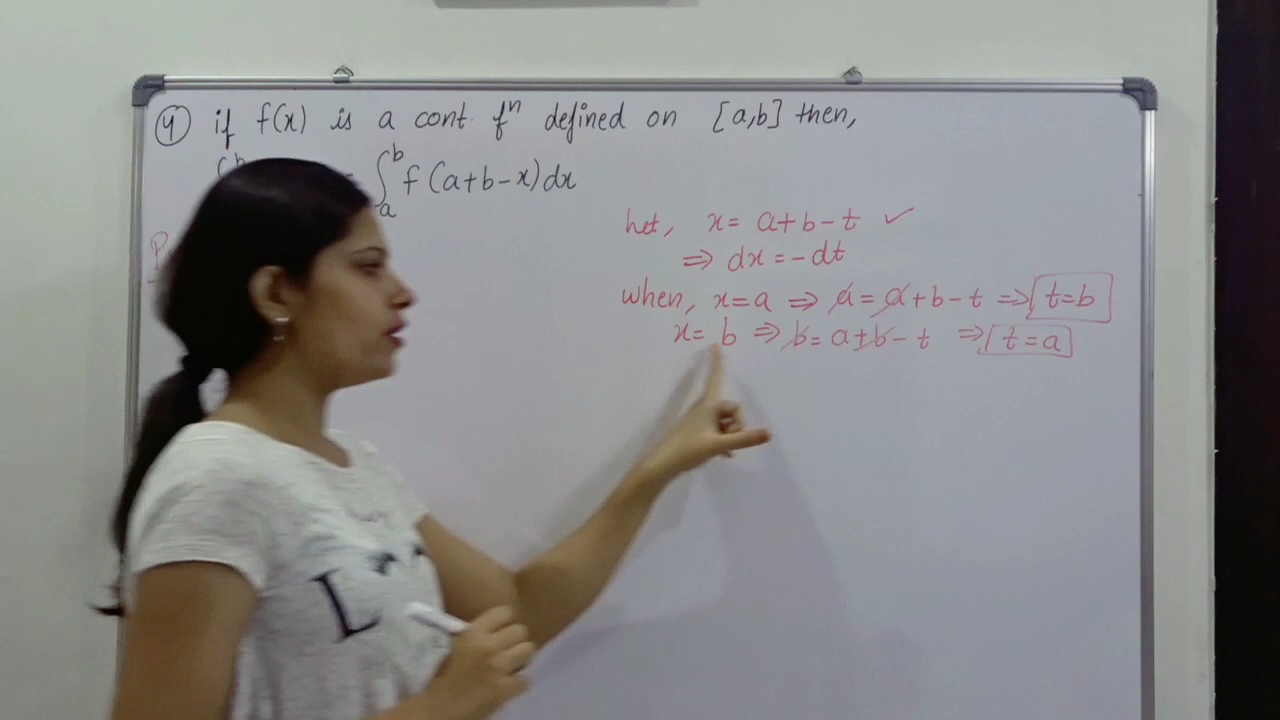 ④ if f(x) is a cont. fⁿ defined on [a,b] then,
∫ₐᵇ f(a+b-x)dx
Let, x = a+b-t ✓
⇒ dx = -dt
when, x=a ⇒ a = a+b-t ⇒ t=b
x= b ⇒ b = a+b-t ⇒ t=a
L